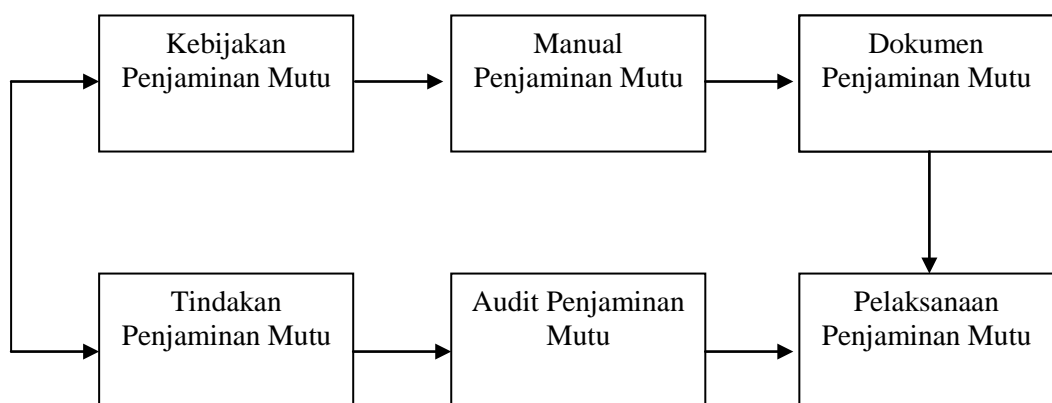 Kebijakan
Penjaminan Mutu
Manual
Penjaminan Mutu
Dokumen
Penjaminan Mutu
Tindakan
Penjaminan Mutu
Audit Penjaminan
Mutu
Pelaksanaan
Penjaminan Mutu